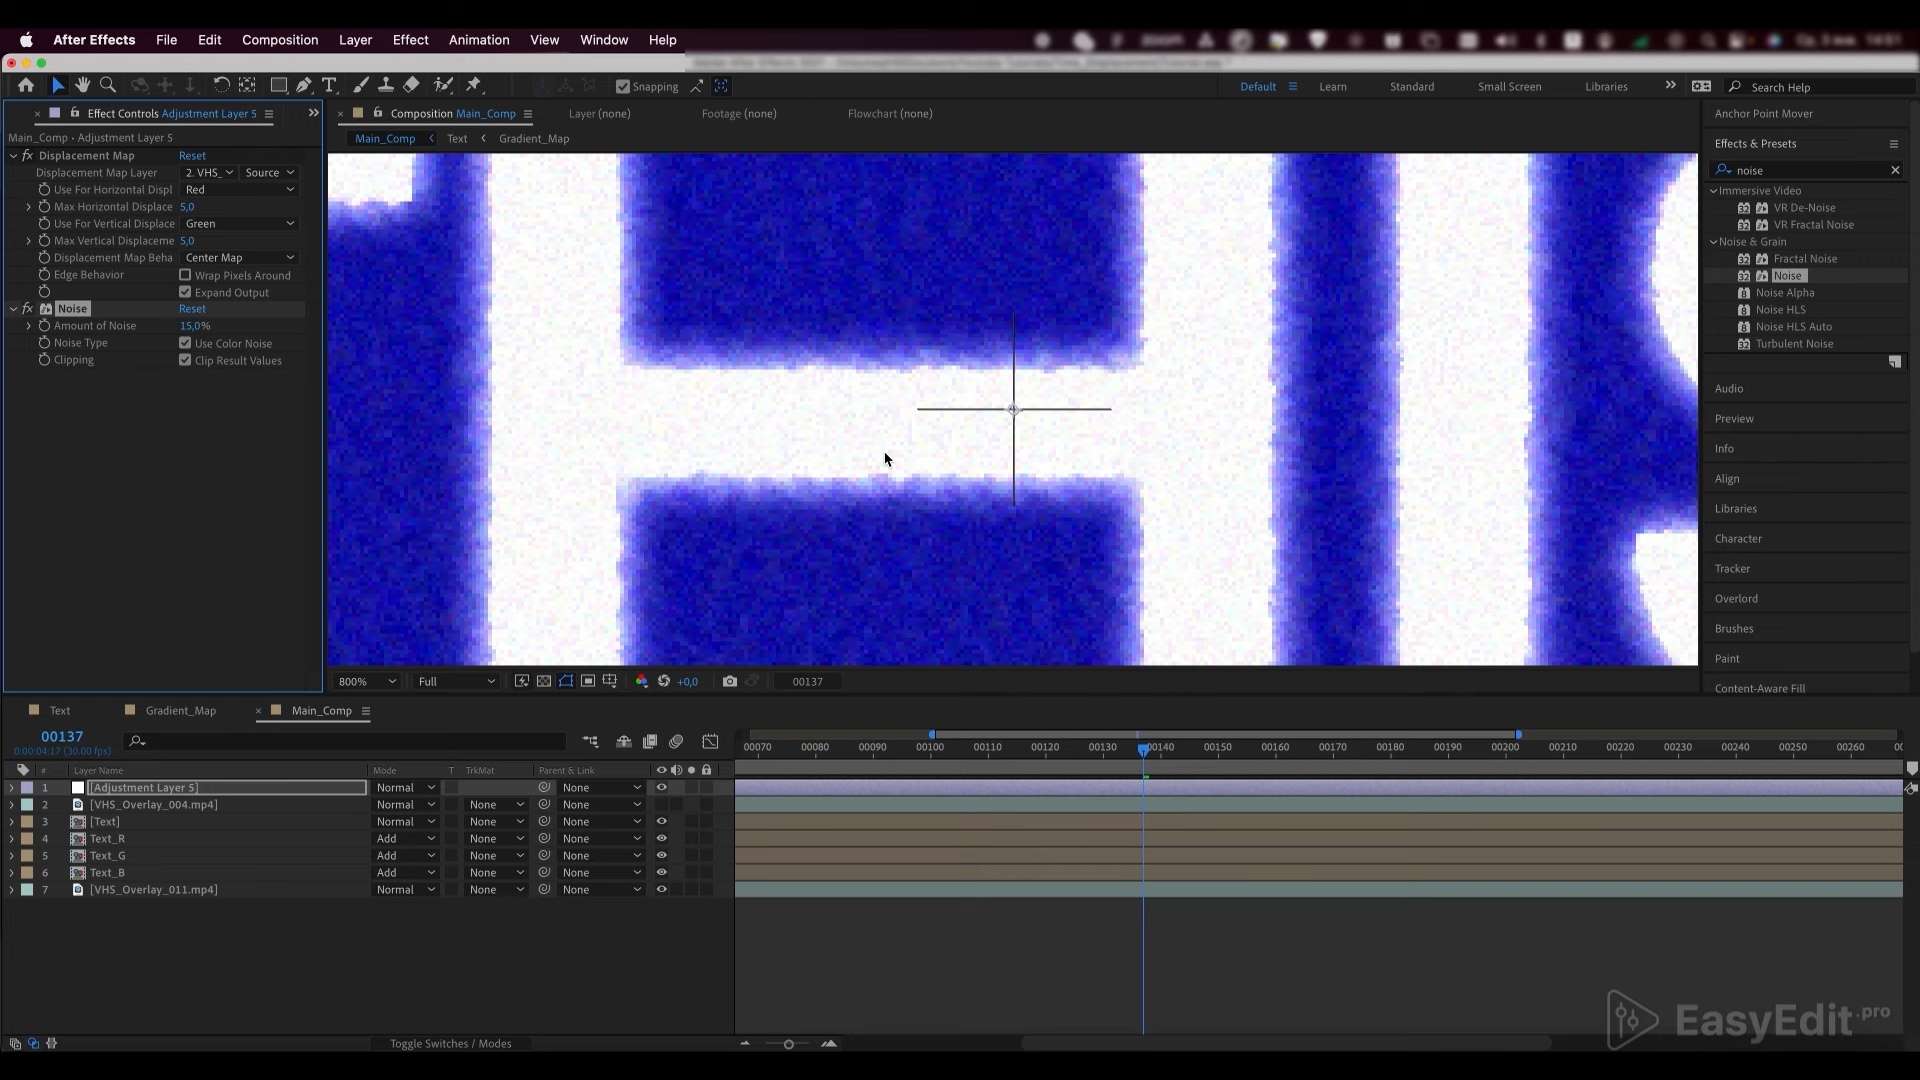 After Effects File Edit Composition Layer Effect Animation View Window Help
Snapping
Default Learn Standard Small Screen Libraries Search Help
Effect Controls Adjustment Layer 5
Main_Comp • Adjustment Layer 5
fx Displacement Map Reset
Displacement Map Layer 2. VHS_ Source
Use For Horizontal Displ Red
Max Horizontal Displace 5,0
Use For Vertical Displace Green
Max Vertical Displaceme 5,0
Displacement Map Beha Center Map
Edge Behavior Wrap Pixels Around
Expand Output
fx Noise Reset
Amount of Noise 15,0%
Noise Type Use Color Noise
Clipping Clip Result Values
Composition Main_Comp Layer (none) Footage (none) Flowchart (none)
Main_Comp Text Gradient_Map
800% Full +0,0 00137
Anchor Point Mover
Effects & Presets
noise
Immersive Video
32 VR De-Noise
32 VR Fractal Noise
Noise & Grain
32 Fractal Noise
32 Noise
8 Noise Alpha
8 Noise HLS
8 Noise HLS Auto
8 Turbulent Noise
Audio
Preview
Info
Align
Libraries
Character
Tracker
Overlord
Brushes
Paint
Content-Aware Fill
Text Gradient_Map Main_Comp
00137
0:00:04:17 (30.00 fps)
00070 00080 00090 00100 00110 00120 00130 00140 00150 00160 00170 00180 00190 00200 00210 00220 00230 00240 00250 00260
# Layer Name Mode T TrkMat Parent & Link
1 [Adjustment Layer 5] Normal None
2 [VHS_Overlay_004.mp4] Normal None None
3 [Text] Normal None None
4 Text_R Add None None
5 Text_G Add None None
6 Text_B Add None None
7 [VHS_Overlay_011.mp4] Normal None None
Toggle Switches / Modes
EasyEdit.pro